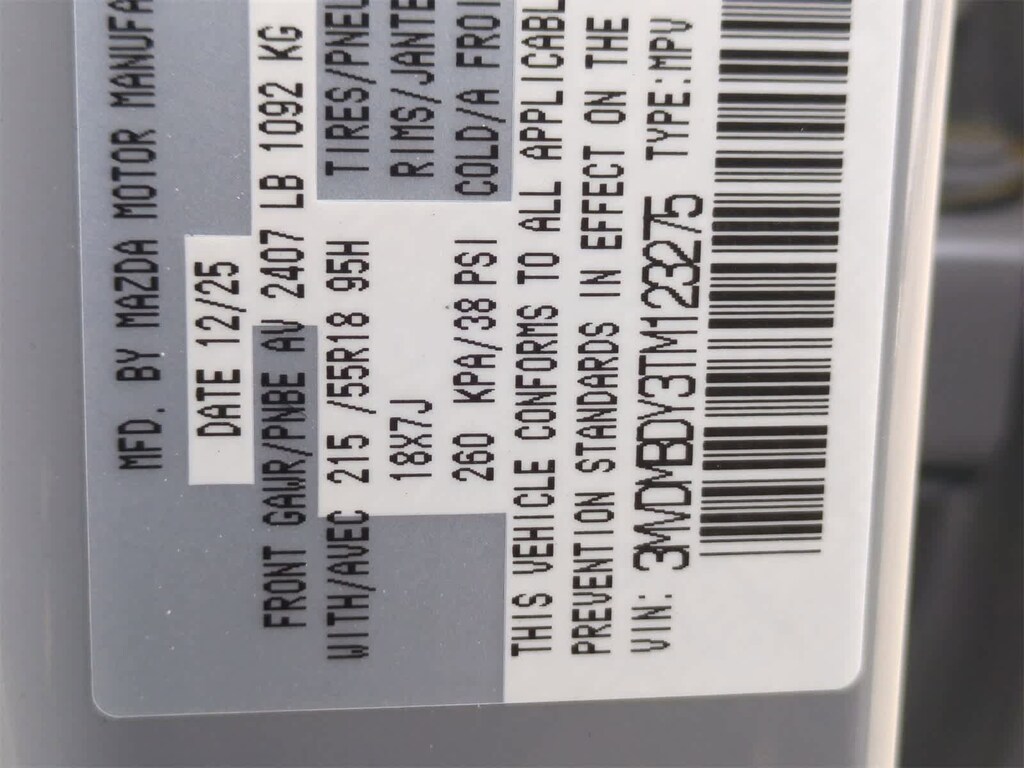 MFD. BY MAZDA MOTOR MANUFA
DATE 12/25
FRONT GAWR/PNBE AV 2407 LB 1092 KG
WITH/AVEC 215 /55R18 95H TIRES/PNEU
18X7J RIMS/JANTE
260 KPA/38 PSI COLD/A FROI
THIS VEHICLE CONFORMS TO ALL APPLICABL
PREVENTION STANDARDS IN EFFECT ON THE
VIN: 3MVDMBDY3TM123275 TYPE:MPV